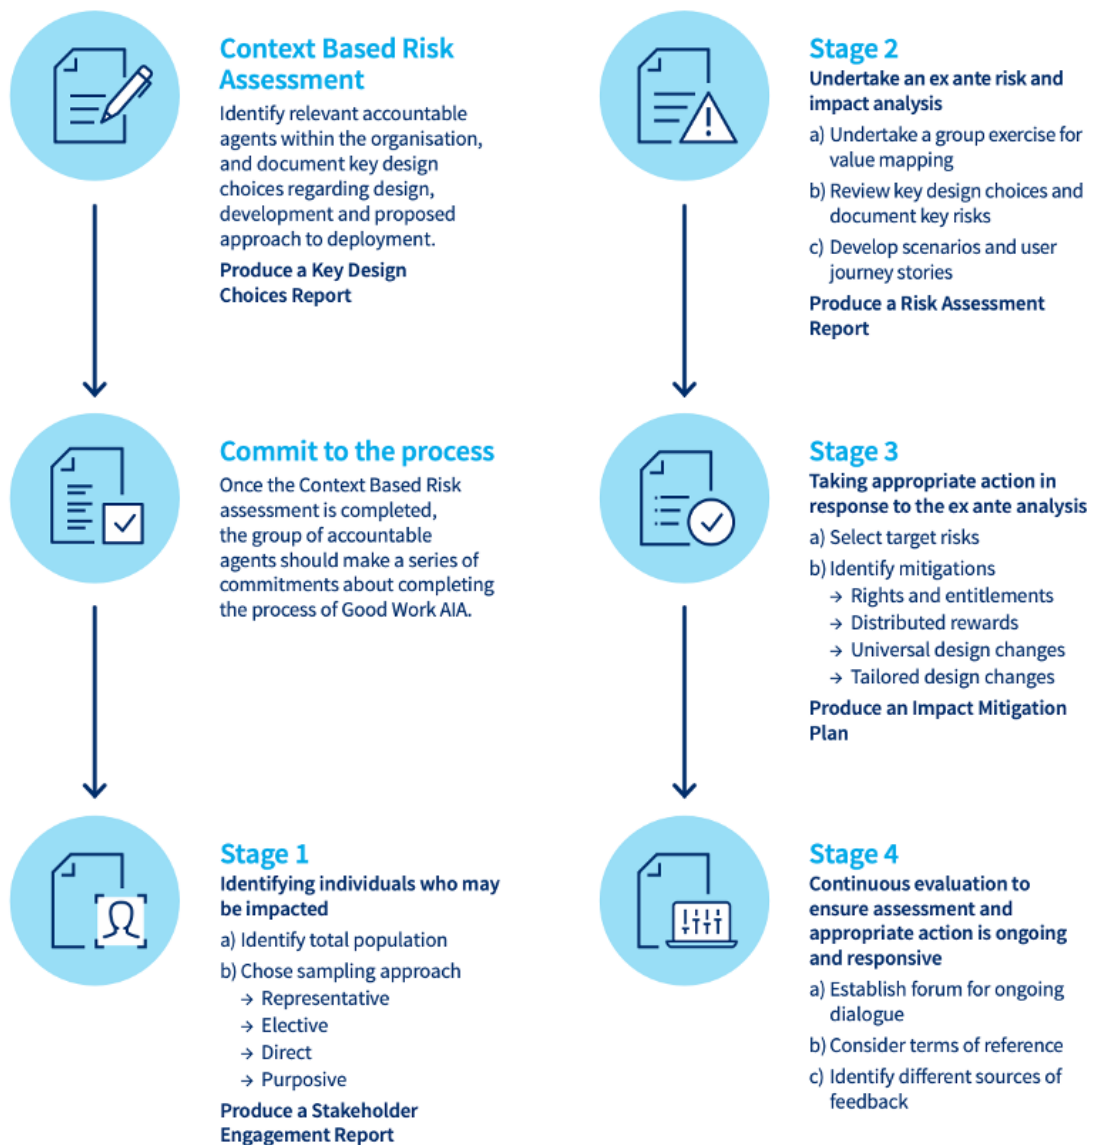 Context Based Risk
Assessment
Identify relevant accountable
agents within the organisation,
and document key design
choices regarding design,
development and proposed
approach to deployment.
Produce a Key Design
Choices Report
Commit to the process
Once the Context Based Risk
assessment is completed,
the group of accountable
agents should make a series of
commitments about completing
the process of Good Work AIA.
Stage 1
Identifying individuals who may
be impacted
a) Identify total population
b) Chose sampling approach
→ Representative
→ Elective
→ Direct
→ Purposive
Produce a Stakeholder
Engagement Report
Stage 2
Undertake an ex ante risk and
impact analysis
a) Undertake a group exercise for
value mapping
b) Review key design choices and
document key risks
c) Develop scenarios and user
journey stories
Produce a Risk Assessment
Report
Stage 3
Taking appropriate action in
response to the ex ante analysis
a) Select target risks
b) Identify mitigations
→ Rights and entitlements
→ Distributed rewards
→ Universal design changes
→ Tailored design changes
Produce an Impact Mitigation
Plan
Stage 4
Continuous evaluation to
ensure assessment and
appropriate action is ongoing
and responsive
a) Establish forum for ongoing
dialogue
b) Consider terms of reference
c) Identify different sources of
feedback